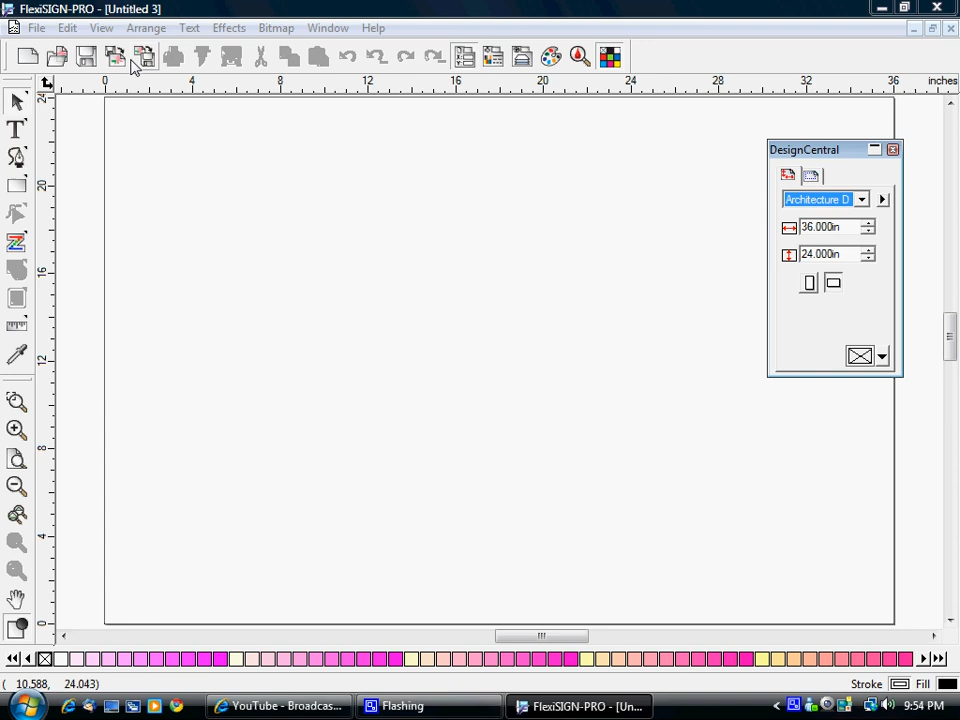 FlexiSIGN-PRO - [Untitled 3]
File Edit View Arrange Text Effects Bitmap Window Help
0 4 8 12 16 20 24 28 32 36 inches
24
20
16
12
8
4
0
DesignCentral
Architecture D
36.000in
24.000in
( 10.588, 24.043)
Stroke Fill
YouTube - Broadcas...
Flashing
FlexiSIGN-PRO - [Un...
9:54 PM